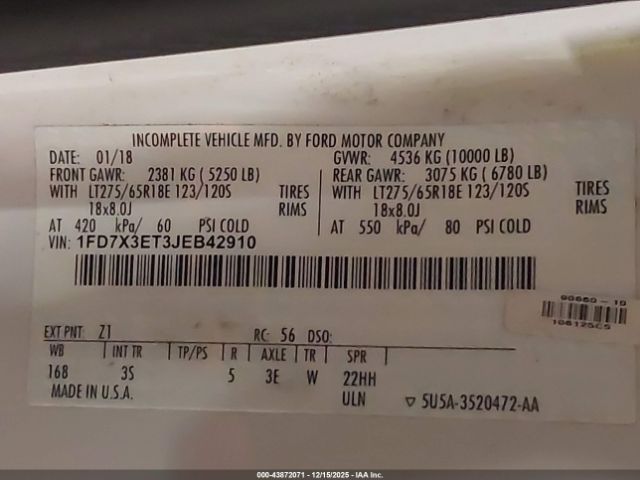 INCOMPLETE VEHICLE MFD. BY FORD MOTOR COMPANY
DATE: 01/18 GVWR: 4536 KG (10000 LB)
FRONT GAWR: 2381 KG ( 5250 LB) REAR GAWR: 3075 KG ( 6780 LB)
WITH LT275/65R18E 123/120S TIRES WITH LT275/65R18E 123/120S TIRES
18x8.0J RIMS 18x8.0J RIMS
AT 420 kPa/ 60 PSI COLD AT 550 kPa/ 80 PSI COLD
VIN: 1FD7X3ET3JEB42910
90660 - 10
106125CS
EXT PNT: Z1 RC: 56 DSO:
WB INT TR TP/PS R AXLE TR SPR
168 3S 5 3E W 22HH
MADE IN U.S.A. ULN ▽ 5U5A-3520472-AA
000-43872071 - 12/15/2025 - IAA Inc.